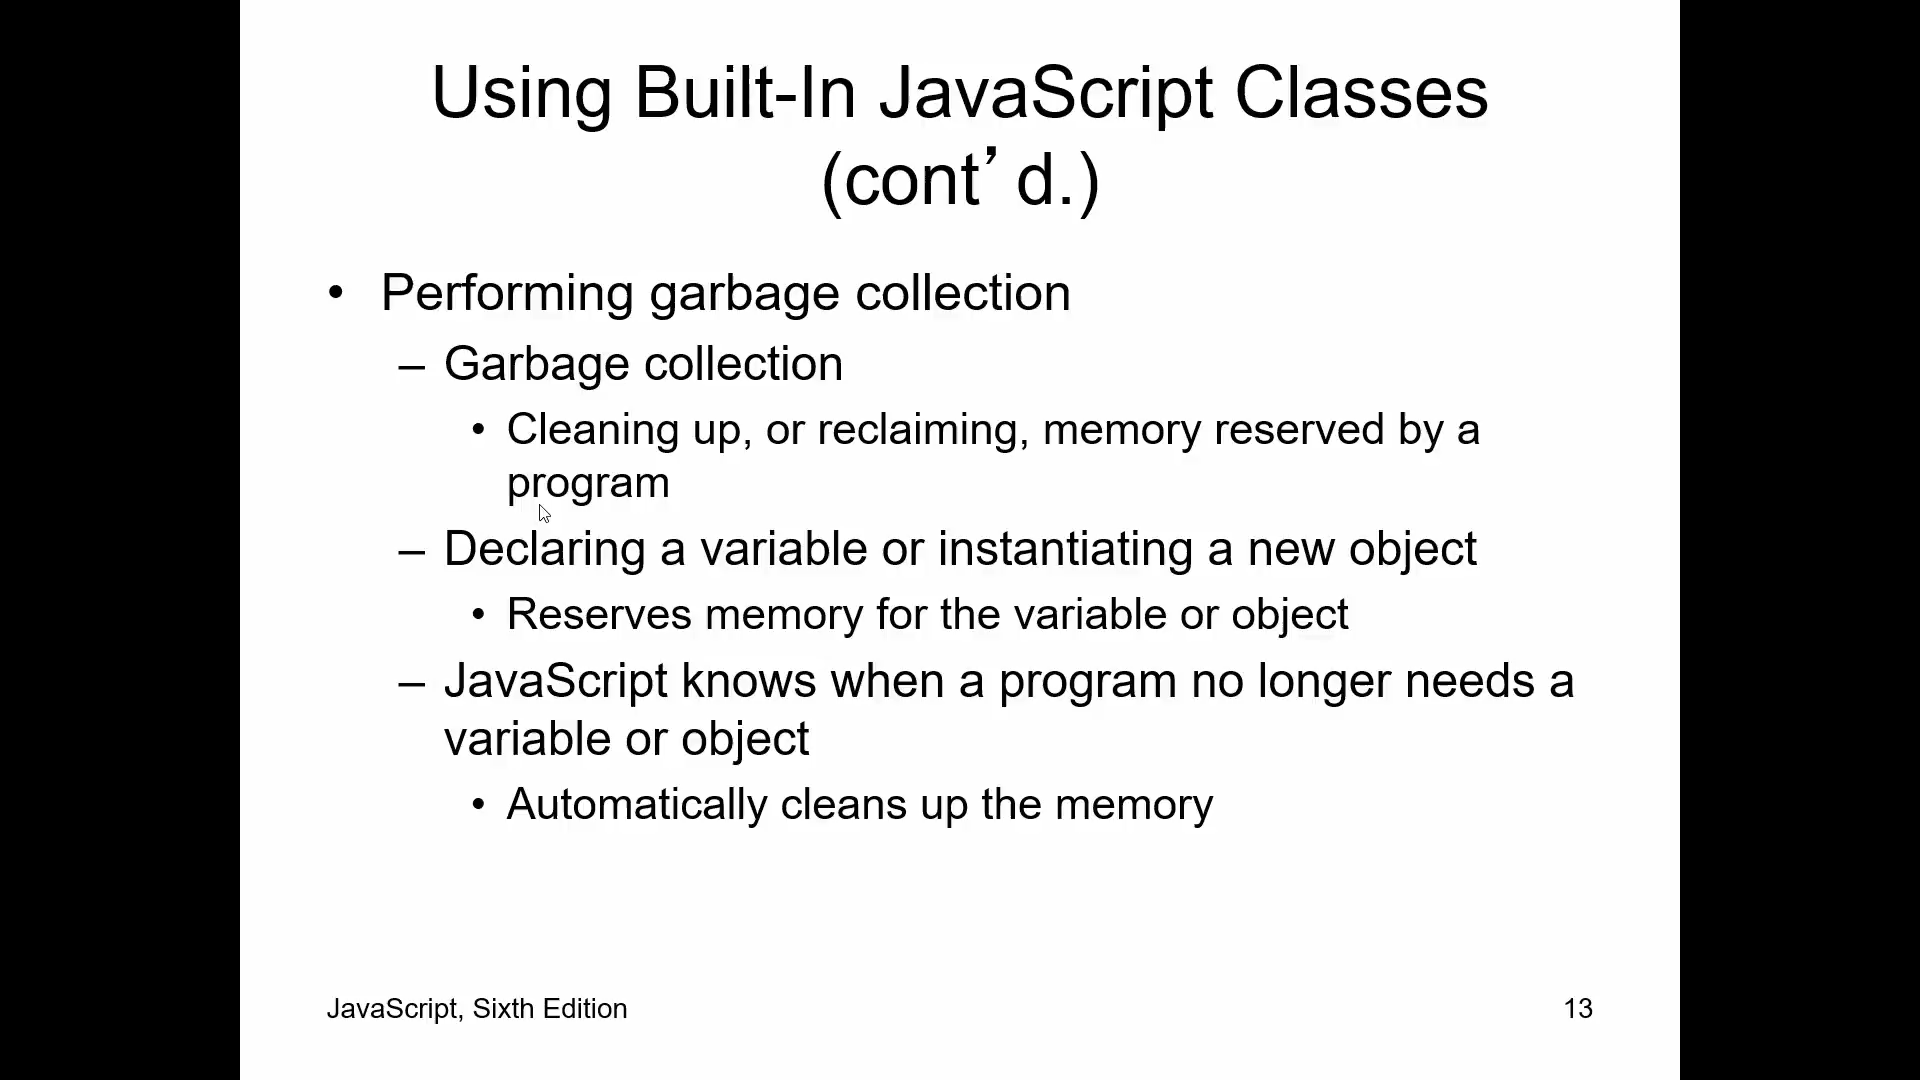 Using Built-In JavaScript Classes
(cont’d.)
• Performing garbage collection
– Garbage collection
• Cleaning up, or reclaiming, memory reserved by a
program
– Declaring a variable or instantiating a new object
• Reserves memory for the variable or object
– JavaScript knows when a program no longer needs a
variable or object
• Automatically cleans up the memory
JavaScript, Sixth Edition
13